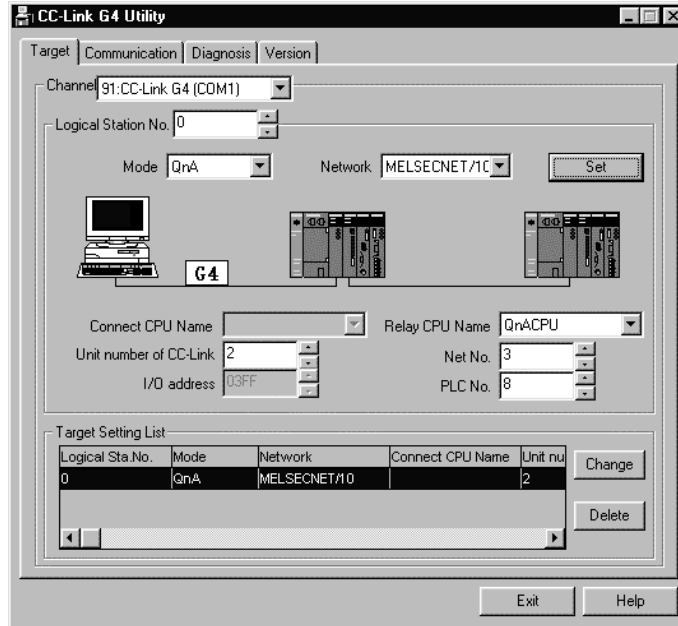 CC-Link G4 Utility
Target Communication Diagnosis Version
Channel 91:CC-Link G4 (COM1)
Logical Station No. 0
Mode QnA Network MELSECNET/10 Set
G4
Connect CPU Name Relay CPU Name QnACPU
Unit number of CC-Link 2 Net No. 3
I/O address 03FF PLC No. 8
Target Setting List
Logical Sta.No. Mode Network Connect CPU Name Unit nu
0 QnA MELSECNET/10 2
Change
Delete
Exit Help